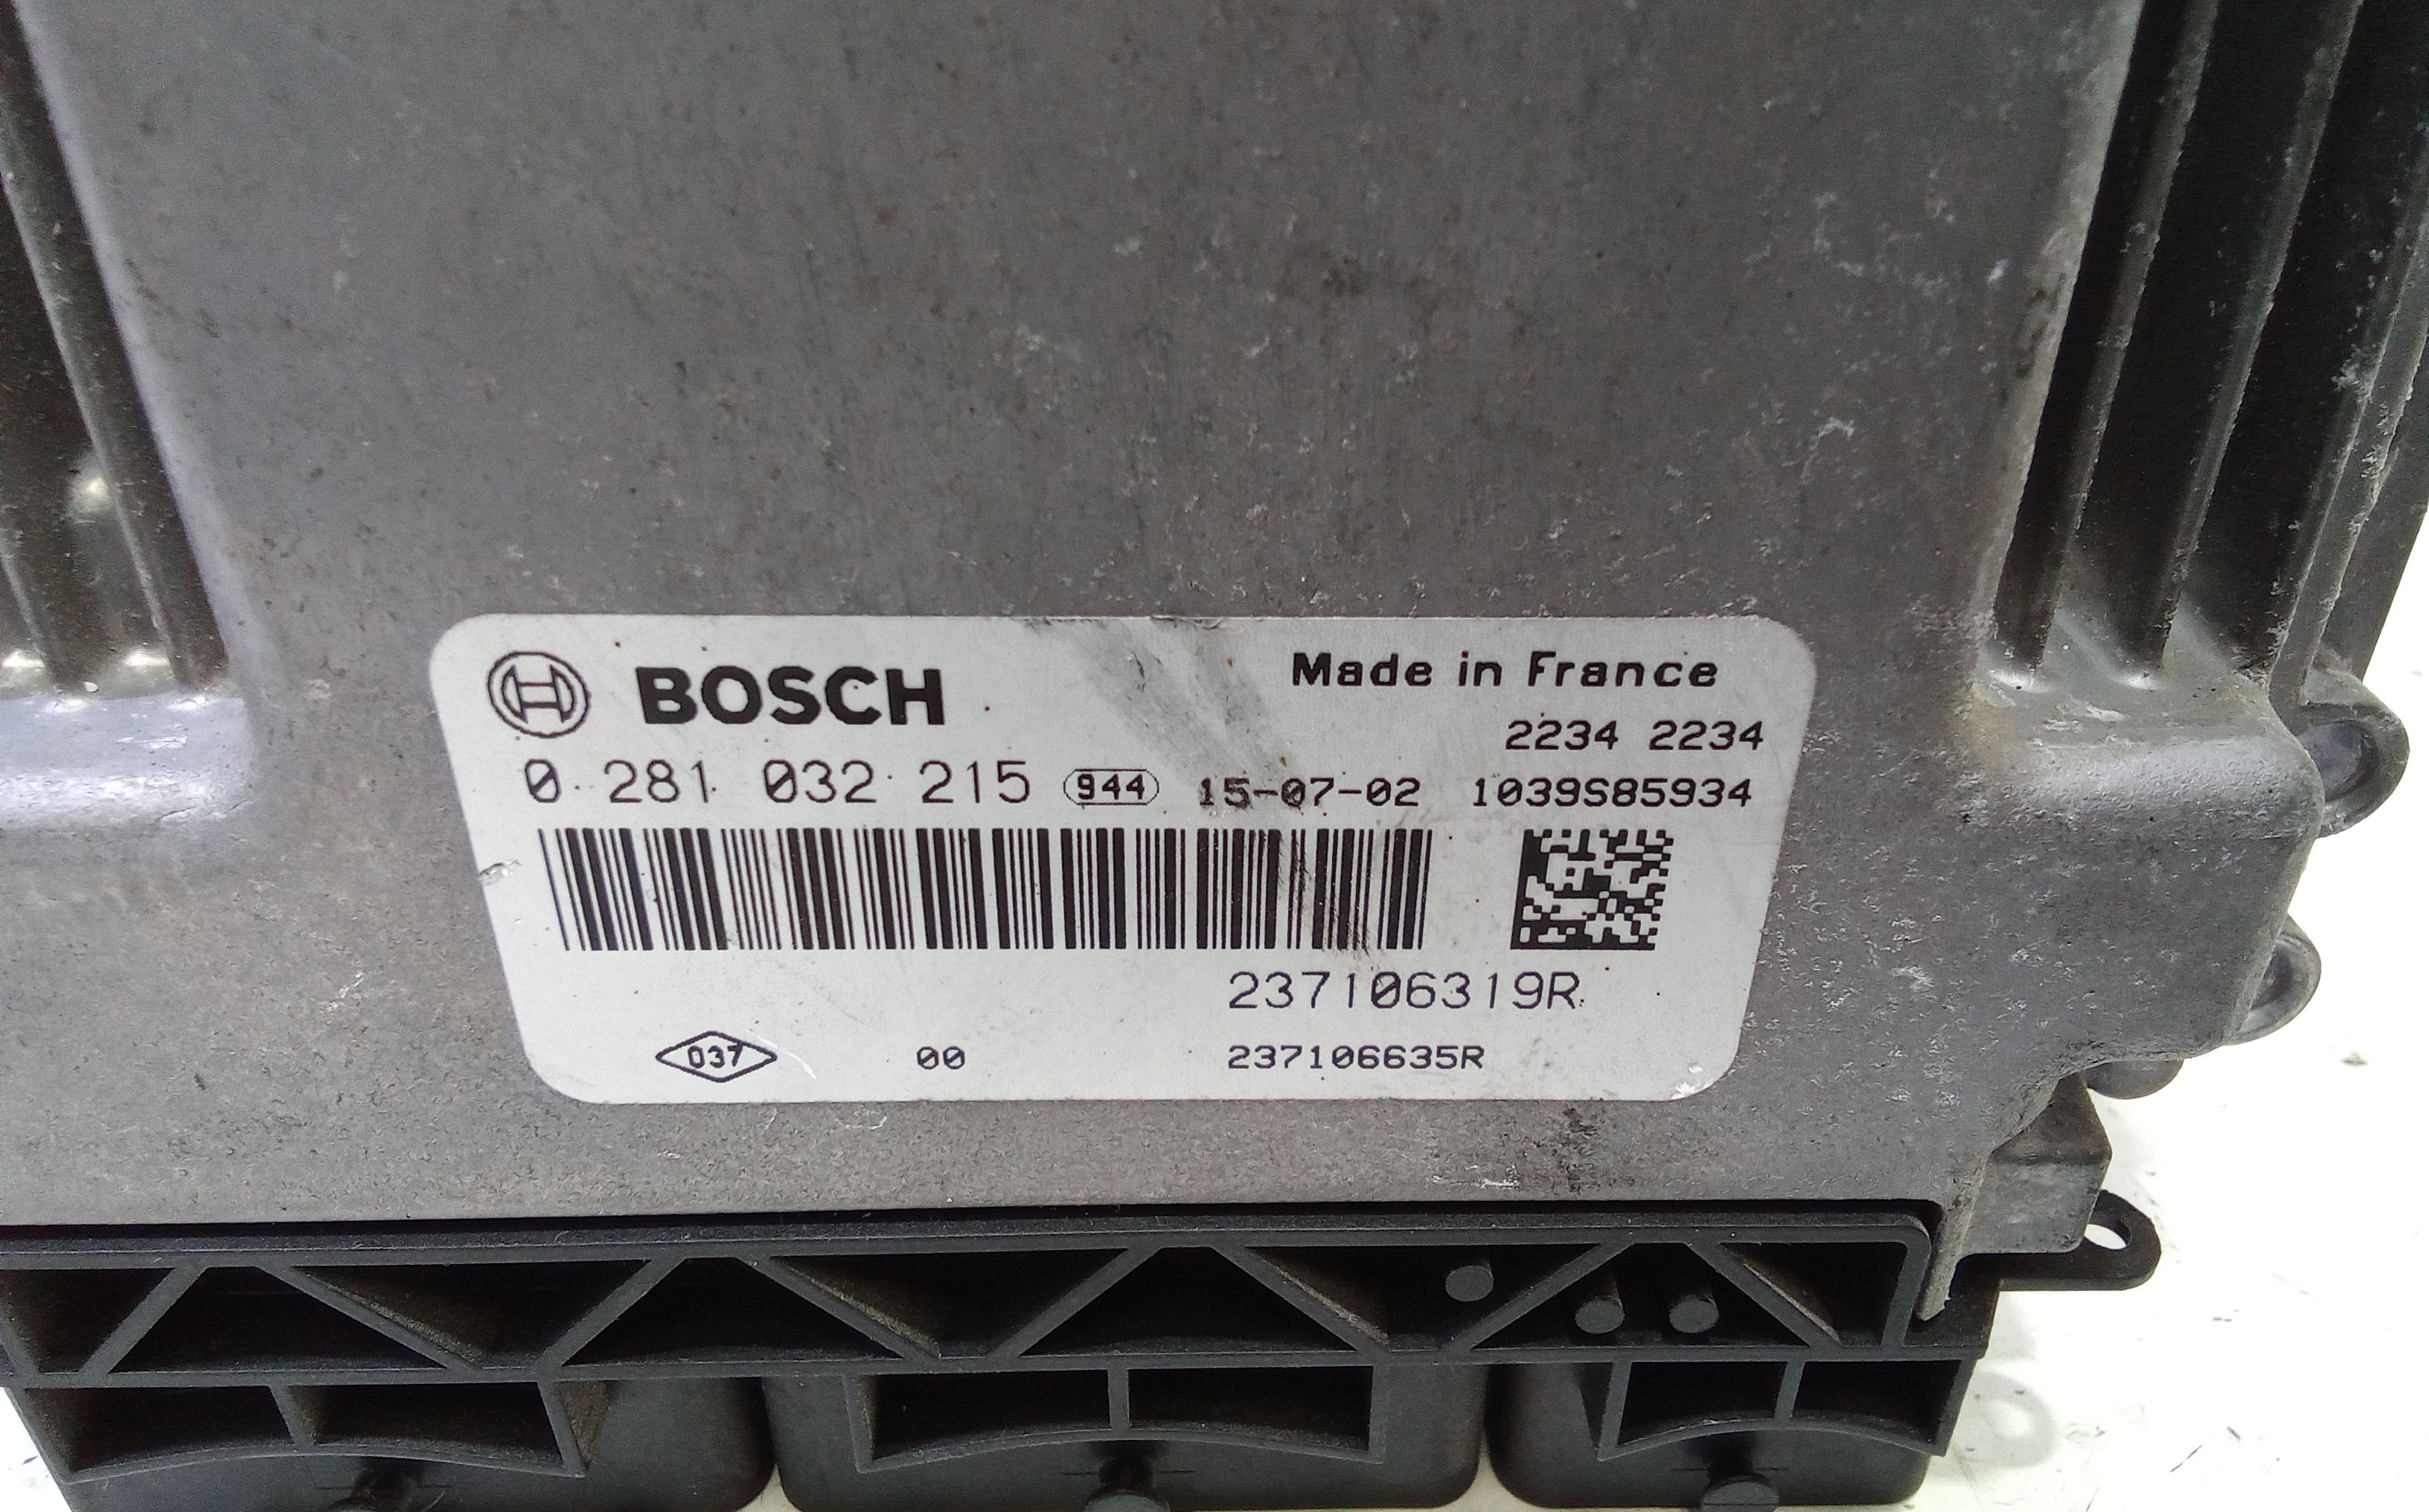 BOSCH
Made in France
2234 2234
0 281 032 215 944 15-07-02 1039S85934
237106319R
037 00 237106635R